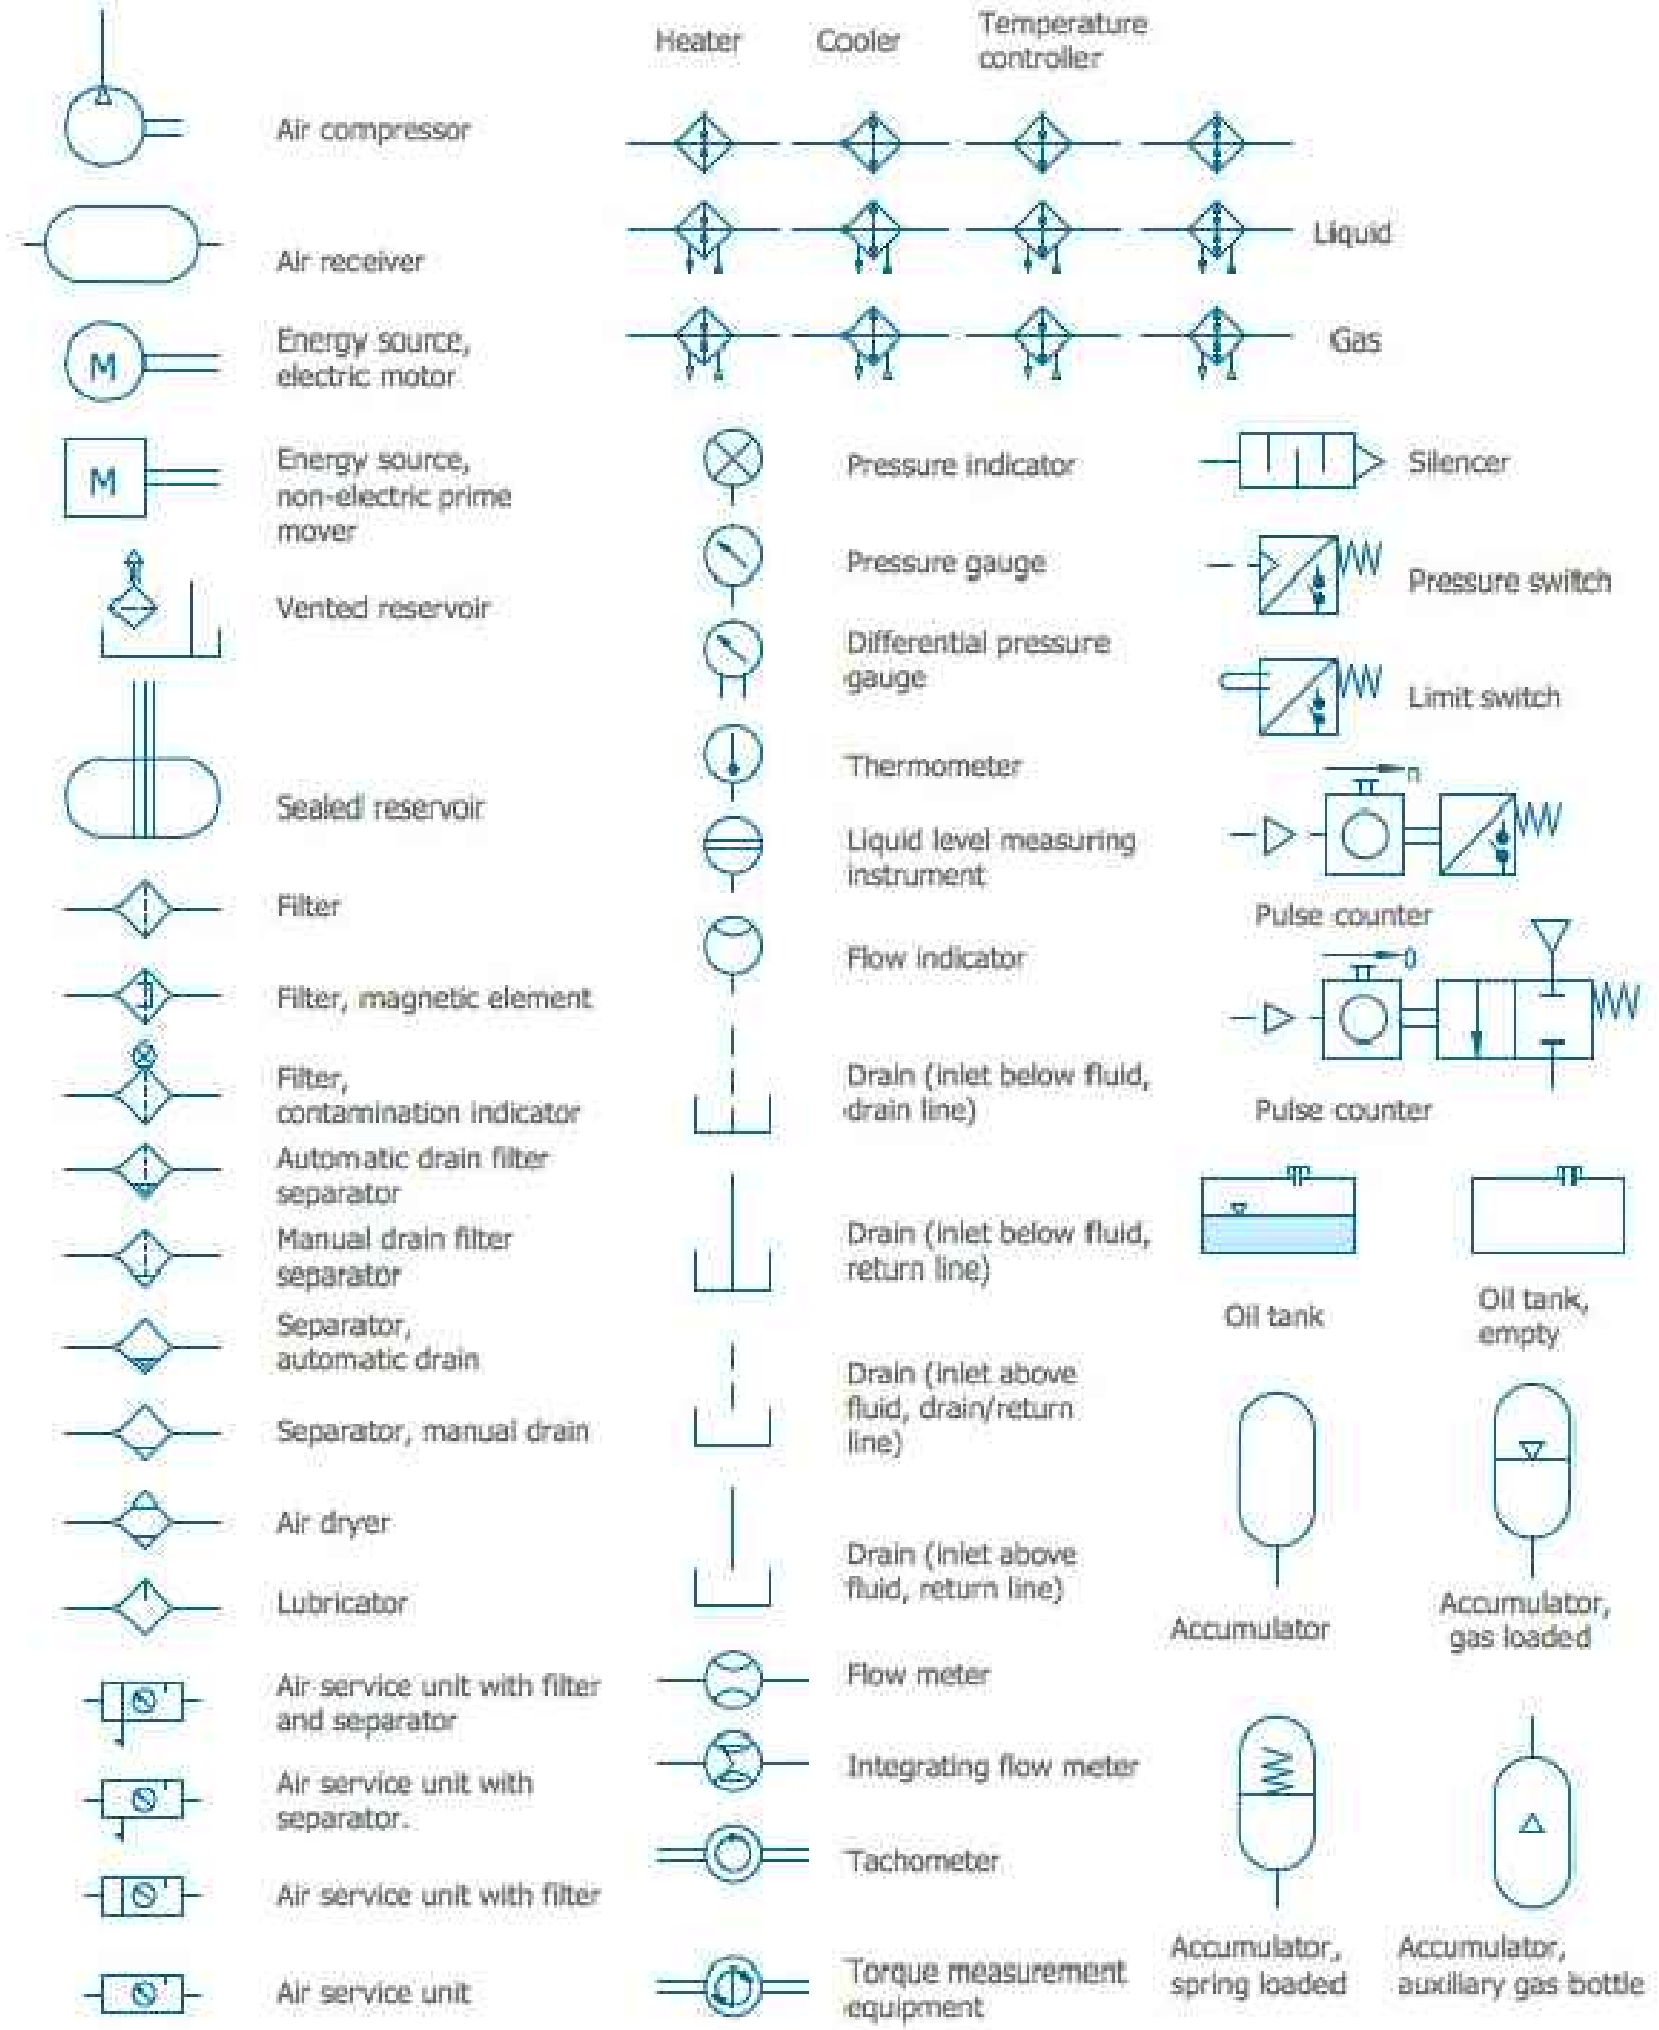 Air compressor
Air receiver
M
Energy source,
electric motor
M
Energy source,
non-electric prime
mover
Vented reservoir
Sealed reservoir
Filter
Filter, magnetic element
Filter,
contamination indicator
Automatic drain filter
separator
Manual drain filter
separator
Separator,
automatic drain
Separator, manual drain
Air dryer
Lubricator
Air service unit with filter
and separator
Air service unit with
separator.
Air service unit with filter
Air service unit
Heater
Cooler
Temperature
controller
Liquid
Gas
Pressure indicator
Pressure gauge
Differential pressure
gauge
Thermometer
Liquid level measuring
instrument
Flow indicator
Drain (inlet below fluid,
drain line)
Drain (inlet below fluid,
return line)
Drain (inlet above
fluid, drain/return
line)
Drain (inlet above
fluid, return line)
Flow meter
Integrating flow meter
Tachometer
Torque measurement
equipment
Silencer
Pressure switch
Limit switch
n
Pulse counter
0
Pulse counter
Oil tank
Oil tank,
empty
Accumulator
Accumulator,
gas loaded
Accumulator,
spring loaded
Accumulator,
auxiliary gas bottle